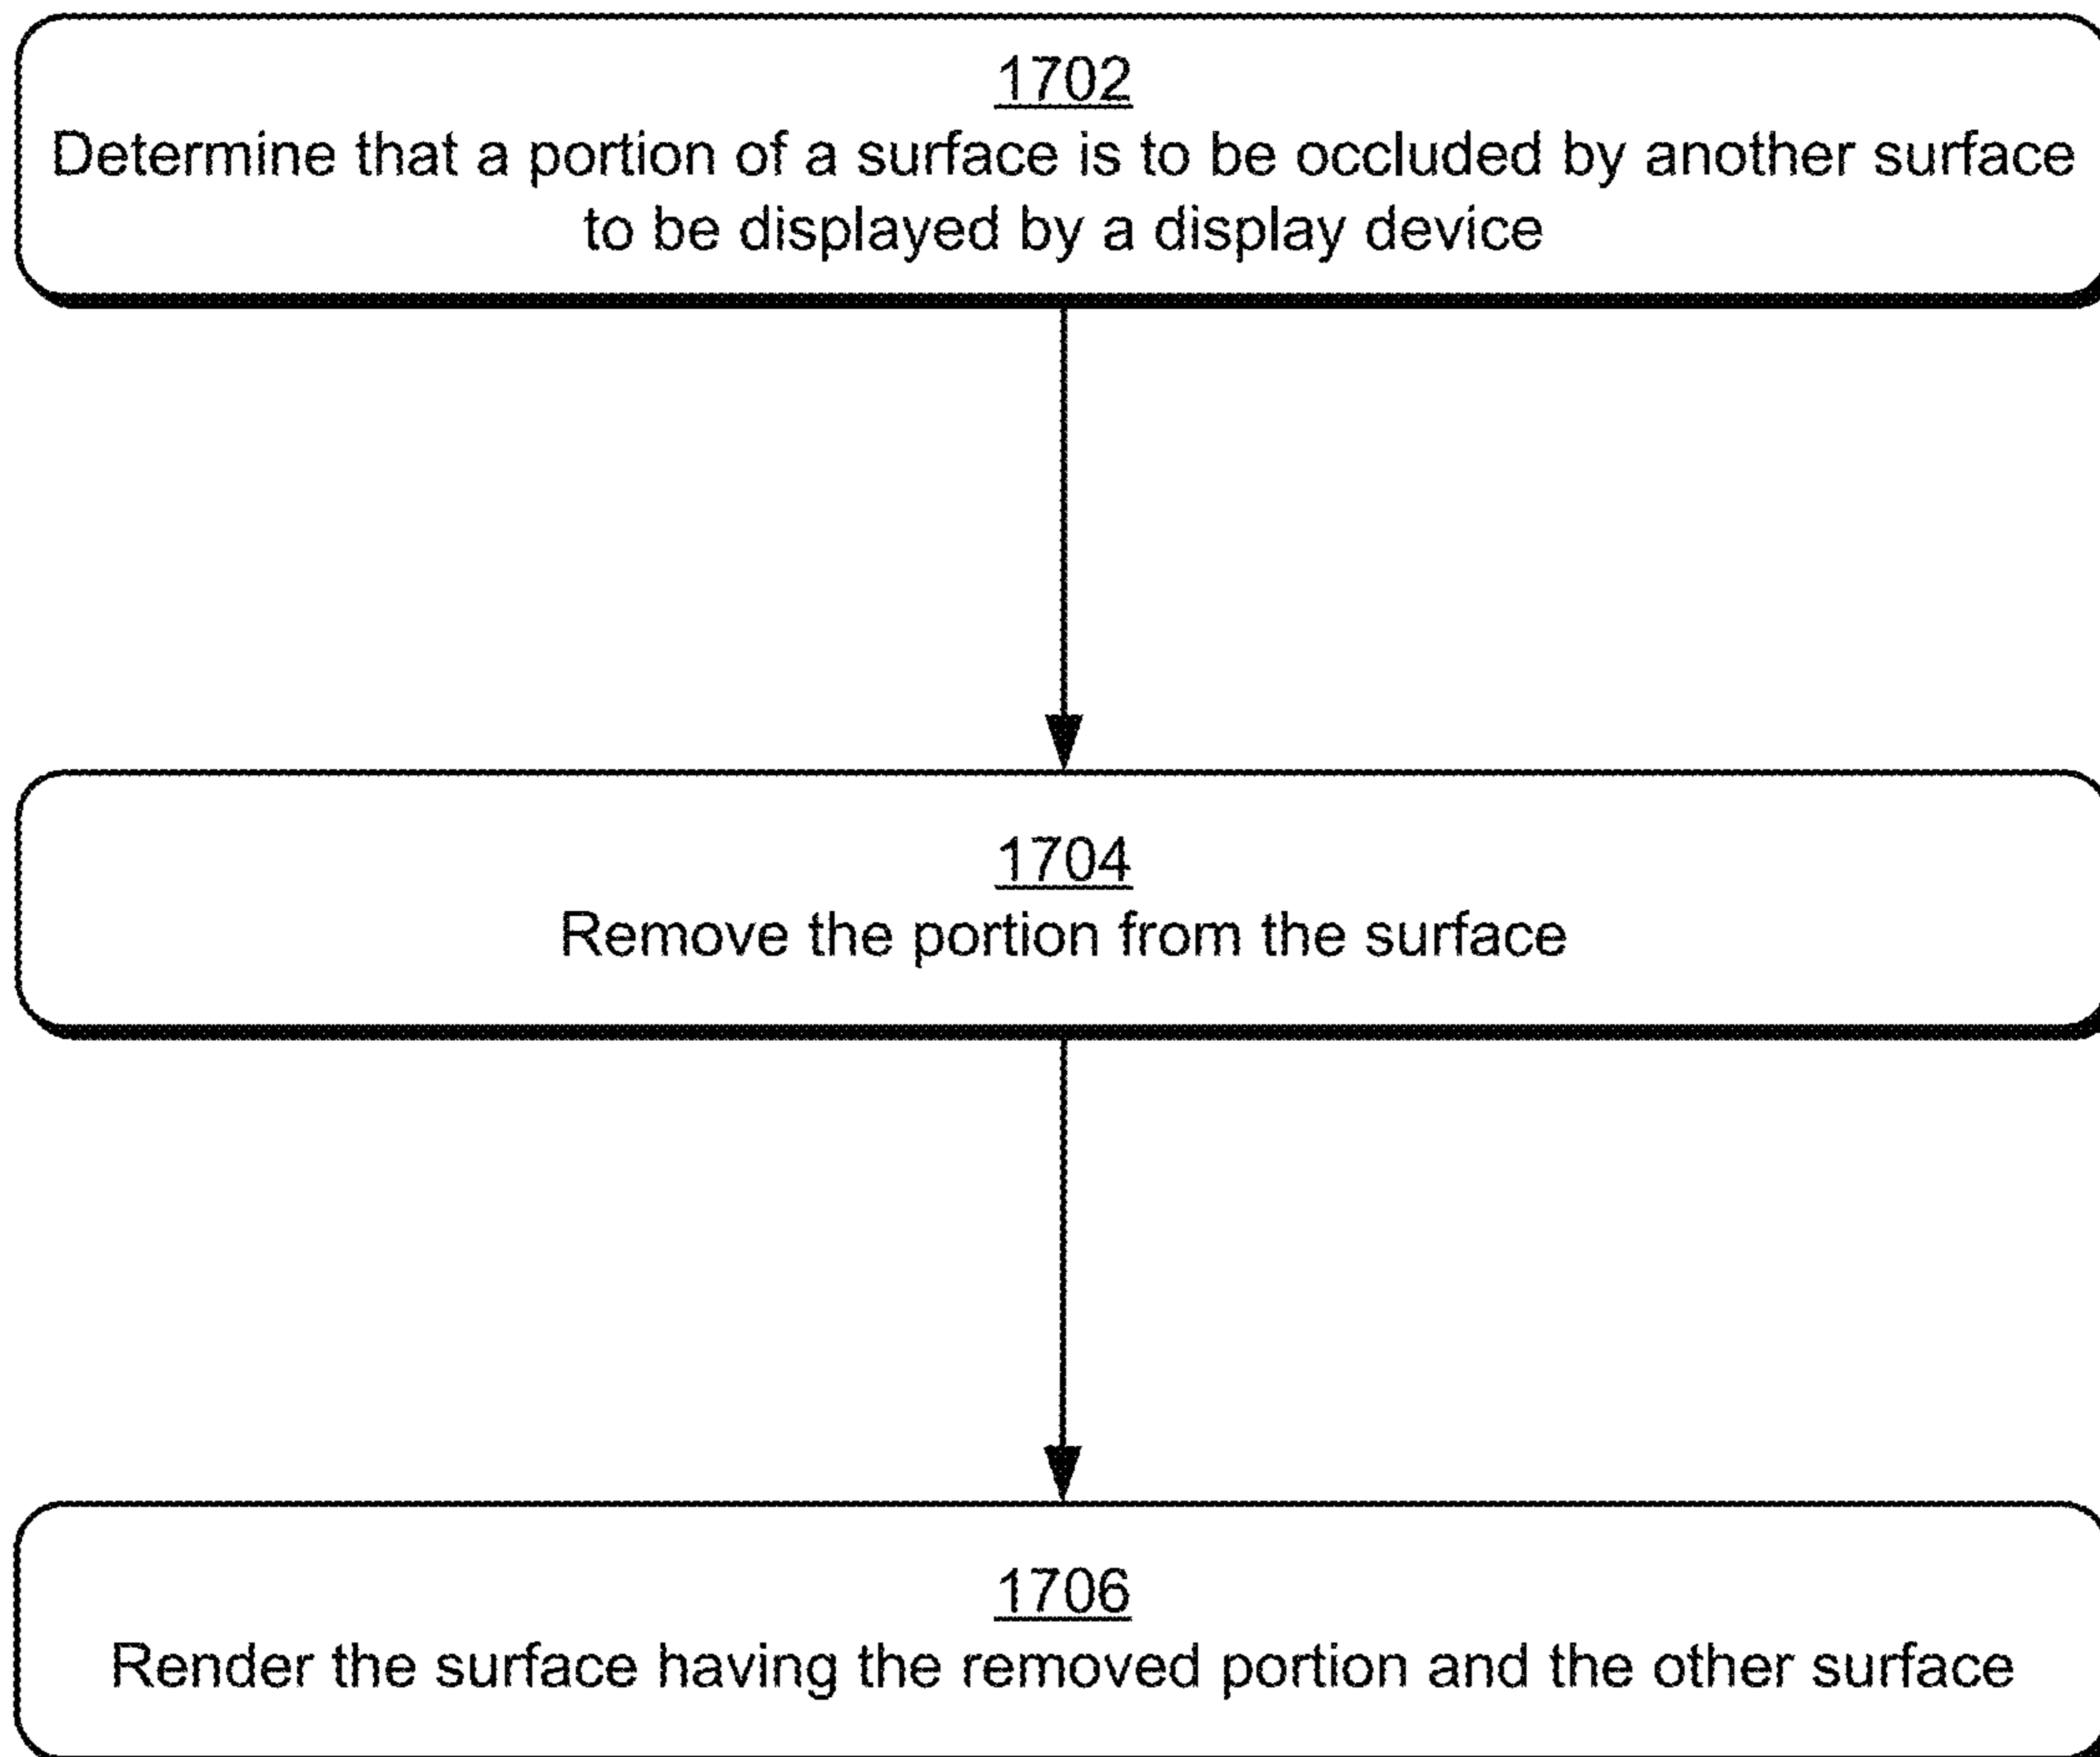 1702
Determine that a portion of a surface is to be occluded by another surface
to be displayed by a display device
1704
Remove the portion from the surface
1706
Render the surface having the removed portion and the other surface